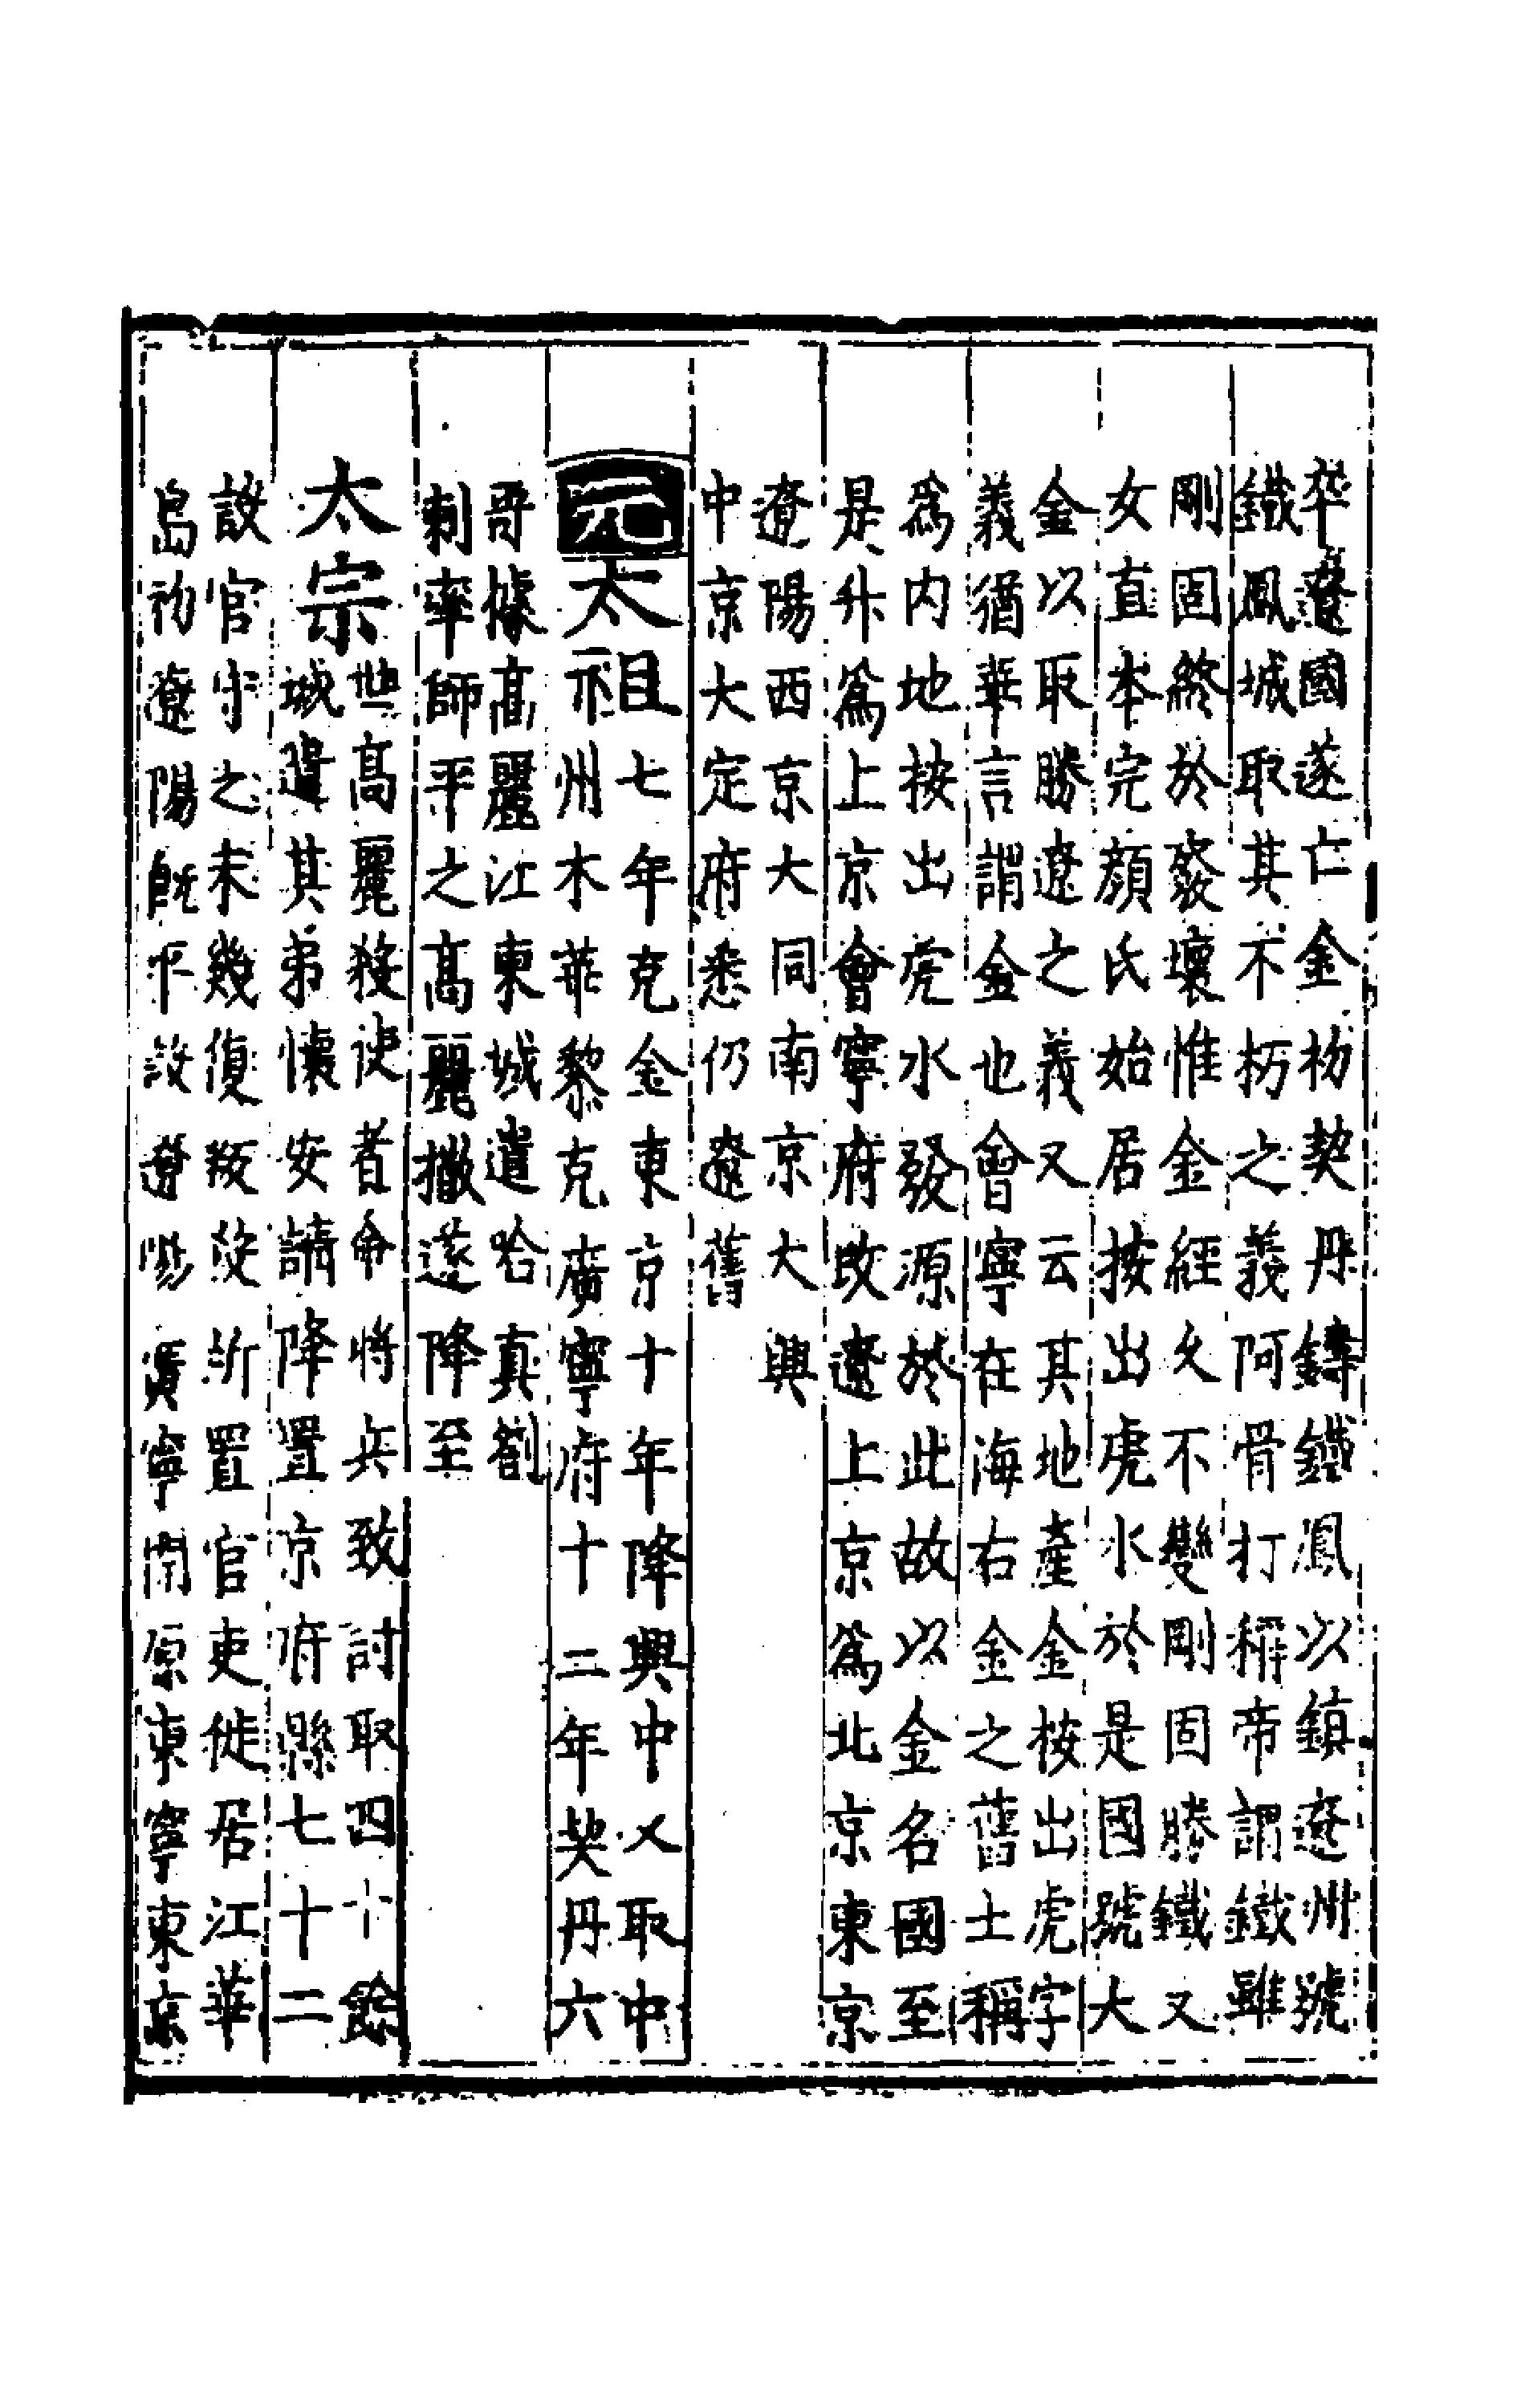 卒遼國遂亡金初契丹鑄鐵鳳以鎮遼州號
鐵鳳城取其不朽之義阿骨打稱帝謂鐵雖
剛固終於發壞惟金經久不變剛固勝鐵又
女直本完顏氏始居按出虎水於是國號大
金以取勝遼之義又云其地產金金按出虎字
義猶華言謂金也會寧在海右金之舊土稱
為内地按出虎水發源於此故以金名國至
是升為上京會寧府改遼上京為北京東京
遼陽西京大同南京大興
中京大定府悉仍遼舊
元太祖
七年克金東京十年降興中乂取中
州木華黎克廣寧府十二年契丹六
哥據髙麗江東城遣哈真劄
剌率師平之髙麗㬚遂降至
太宗
世髙麗殺使者命將兵致討取四十餘
城遣其弟懷安請降置京府縣七十二
設官守之未幾復叛從所置官吏徙居江華
島初遼陽既平設遼陽廣寧開原東寧東京